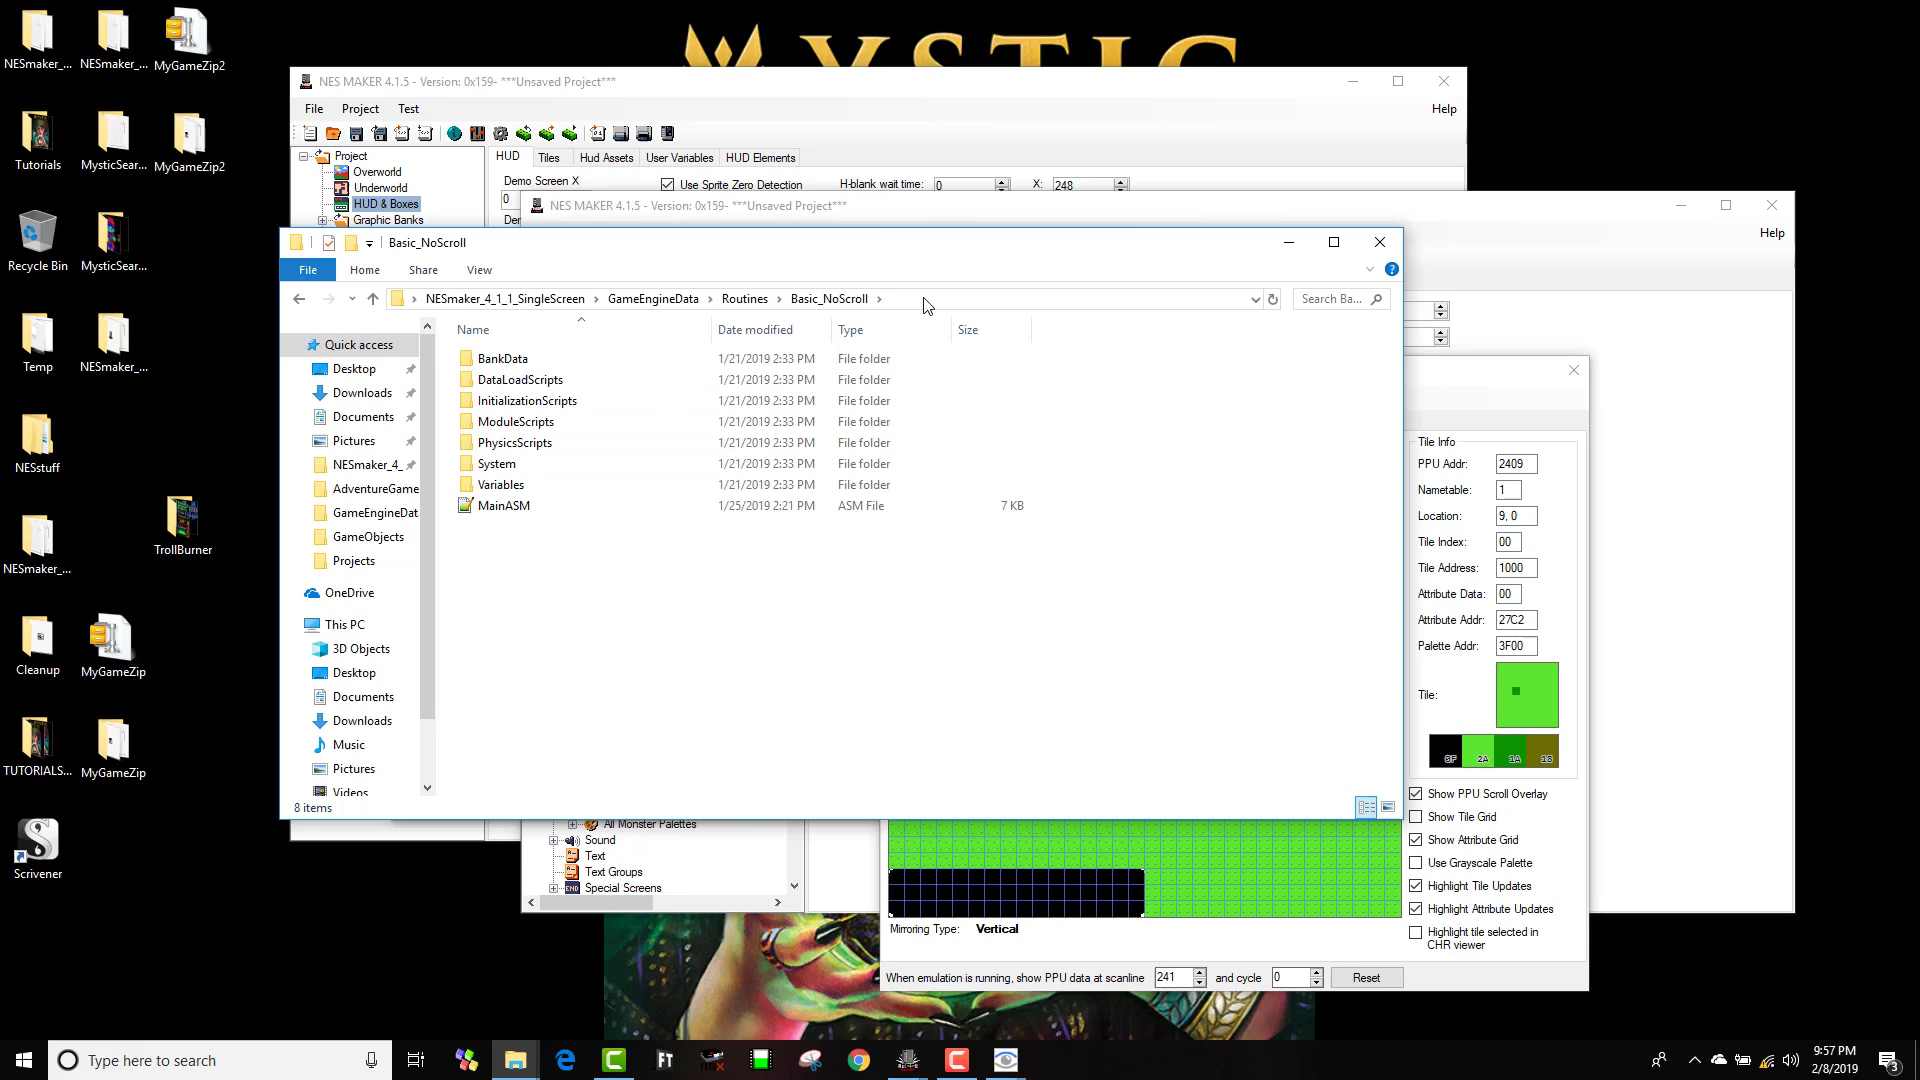 NESmaker_...
NESmaker_...
MyGameZip2
Tutorials
MysticSear...
MyGameZip2
Recycle Bin
MysticSear...
Temp
NESmaker_...
NESstuff
TrollBurner
NESmaker_...
Cleanup
MyGameZip
TUTORIALS...
MyGameZip
Scrivener
MYSTIC
NES MAKER 4.1.5 - Version: 0x159- ***Unsaved Project***
File Project Test Help
Project
Overworld
Underworld
HUD & Boxes
Graphic Banks
HUD Tiles Hud Assets User Variables HUD Elements
Demo Screen X
Use Sprite Zero Detection H-blank wait time: 0 X: 248
0
NES MAKER 4.1.5 - Version: 0x159- ***Unsaved Project***
Help
Basic_NoScroll
File Home Share View
NESmaker_4_1_1_SingleScreen GameEngineData Routines Basic_NoScroll
Search Ba...
Name Date modified Type Size
BankData 1/21/2019 2:33 PM File folder
DataLoadScripts 1/21/2019 2:33 PM File folder
InitializationScripts 1/21/2019 2:33 PM File folder
ModuleScripts 1/21/2019 2:33 PM File folder
PhysicsScripts 1/21/2019 2:33 PM File folder
System 1/21/2019 2:33 PM File folder
Variables 1/21/2019 2:33 PM File folder
MainASM 1/25/2019 2:21 PM ASM File 7 KB
Quick access
Desktop
Downloads
Documents
Pictures
NESmaker_4_
AdventureGame
GameEngineDat
GameObjects
Projects
OneDrive
This PC
3D Objects
Desktop
Documents
Downloads
Music
Pictures
Videos
8 items
All Monster Palettes
Sound
Text
Text Groups
Special Screens
Tile Info
PPU Addr: 2409
Nametable: 1
Location: 9, 0
Tile Index: 00
Tile Address: 1000
Attribute Data: 00
Attribute Addr: 27C2
Palette Addr: 3F00
Tile:
0F 2A 1A 18
Show PPU Scroll Overlay
Show Tile Grid
Show Attribute Grid
Use Grayscale Palette
Highlight Tile Updates
Highlight Attribute Updates
Highlight tile selected in
CHR viewer
Mirroring Type: Vertical
When emulation is running, show PPU data at scanline 241 and cycle 0 Reset
Type here to search
FT
9:57 PM
2/8/2019
3